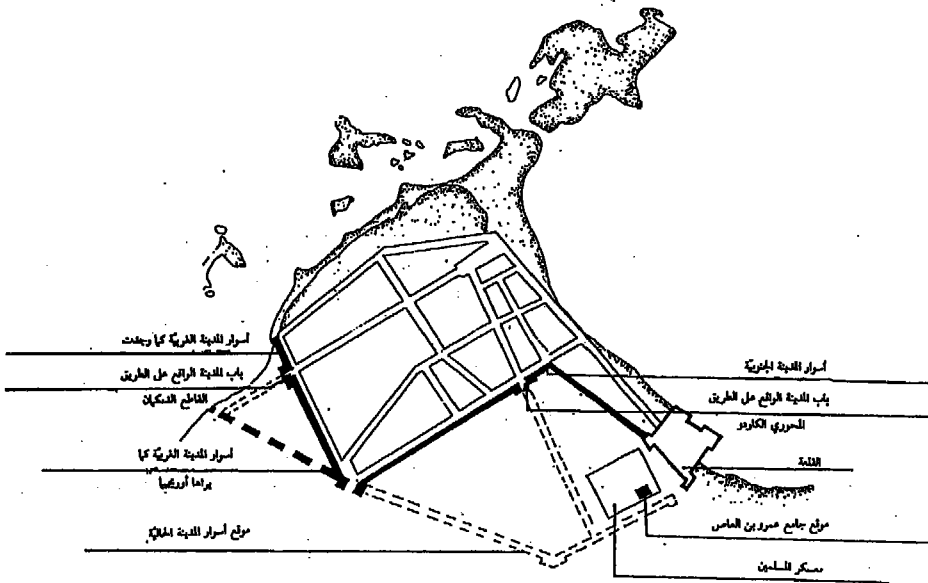 أسوار المدينة الغربية كما وجدت
باب المدينة الواقع على الطريق
القاطع الدكمان
أسوار المدينة الغربية كما
يراها أوريجيا
موقع أسوار المدينة الحالية
أسوار المدينة الجنوبية
باب المدينة الواقع على الطريق
المحوري الكاردو
القلعة
موقع جامع عمرو بن العاص
معسكر المسلمين